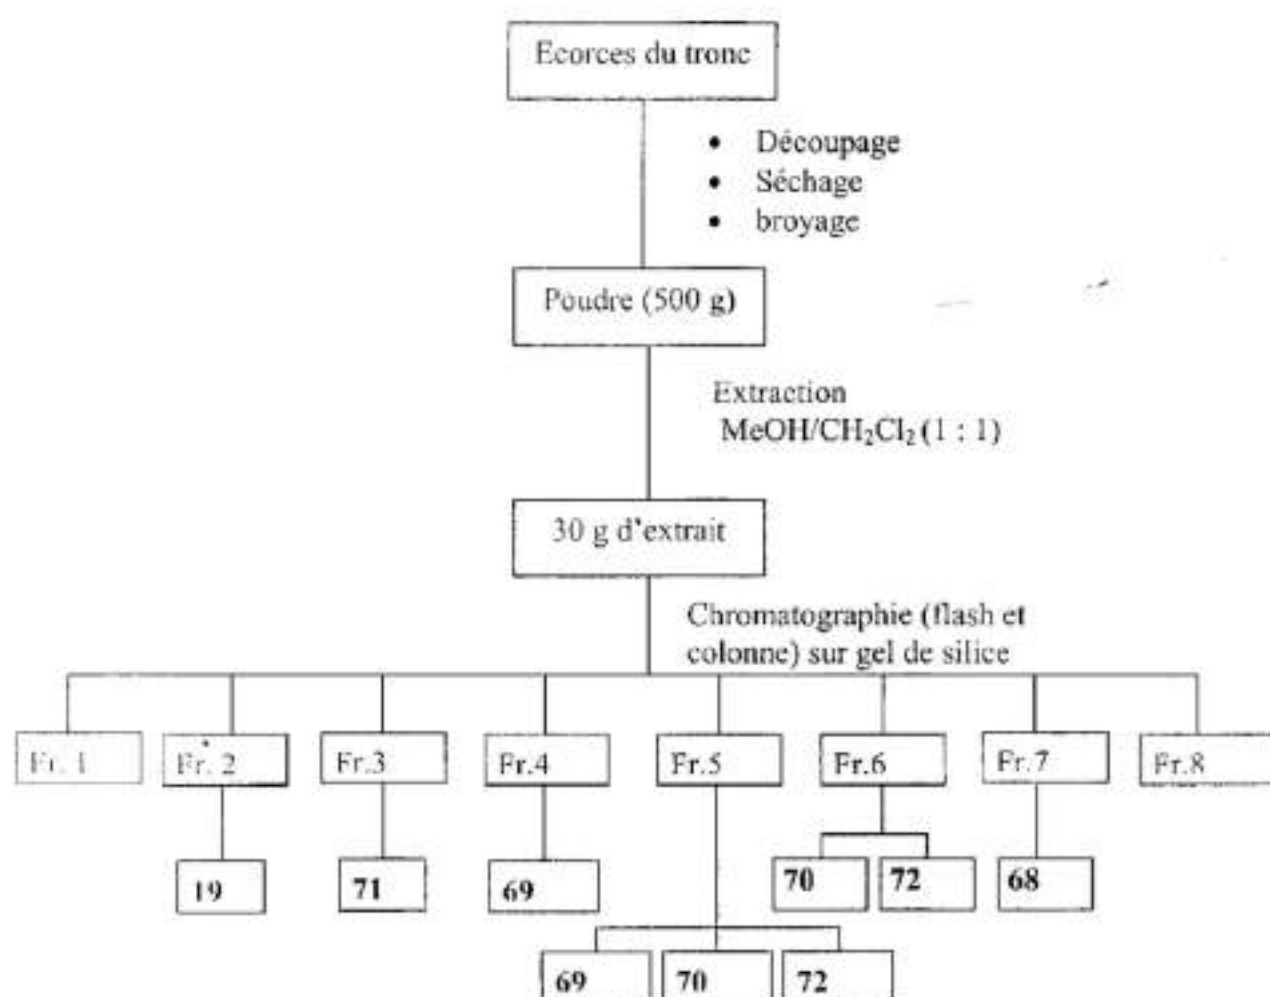 Ecorces du tronc
• Découpage
• Séchage
• broyage
Poudre (500 g)
Extraction
MeOH/CH₂Cl₂ (1 : 1)
30 g d'extrait
Chromatographie (flash et
colonne) sur gel de silice
Fr. 1
Fr. 2
Fr.3
Fr.4
Fr.5
Fr.6
Fr.7
Fr.8
19
71
69
70
72
68
69
70
72